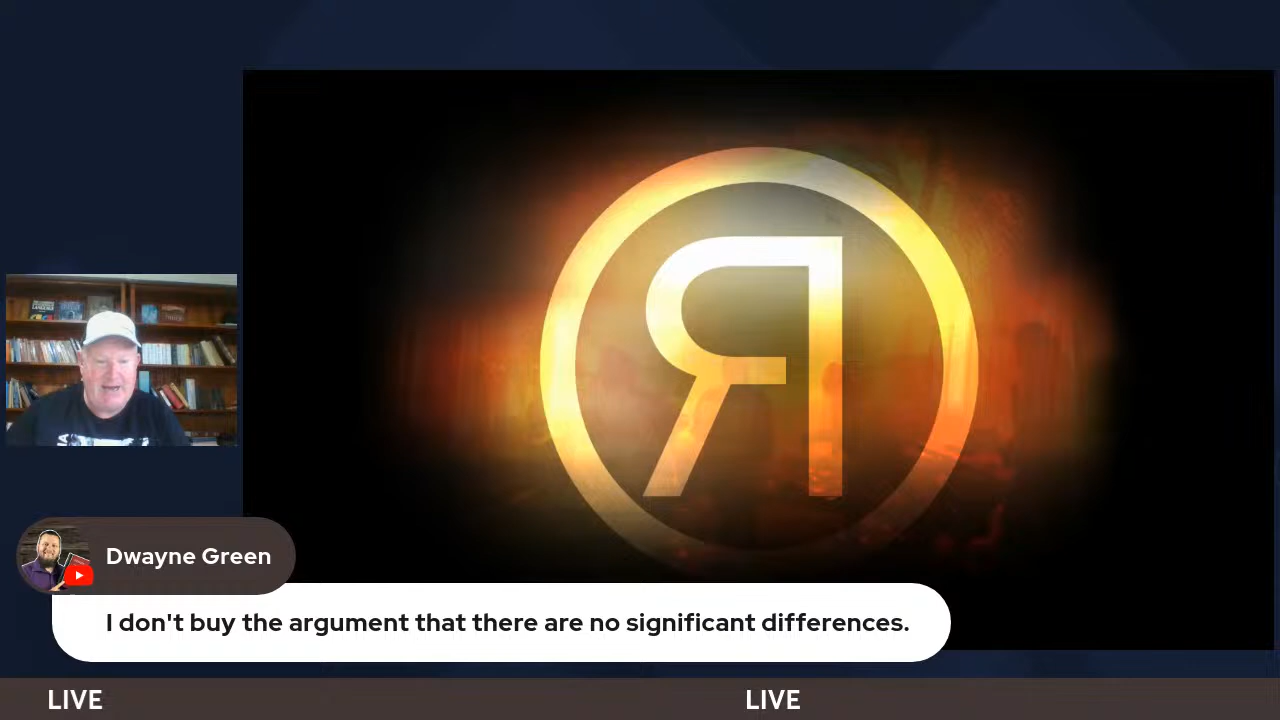 Я
Dwayne Green
I don't buy the argument that there are no significant differences.
LIVE
LIVE